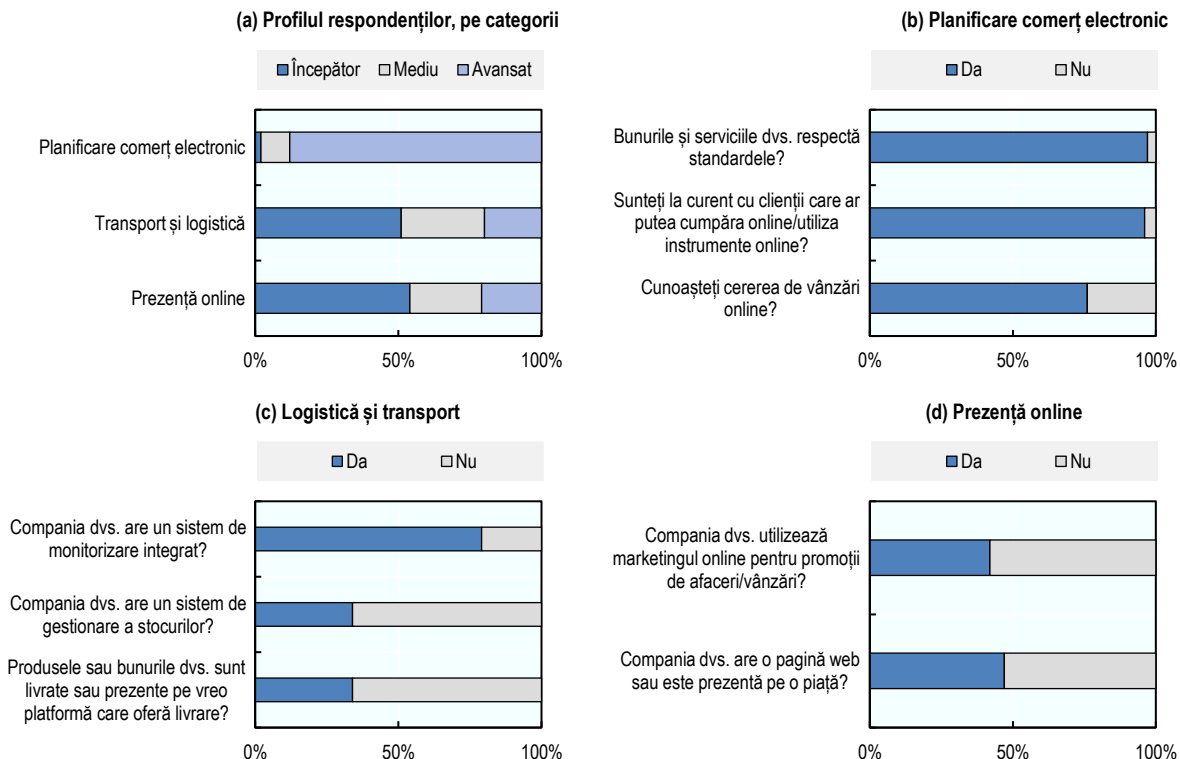 (a) Profilul respondenților, pe categorii
Începător Mediu Avansat
Planificare comerț electronic
Transport și logistică
Prezență online
0% 50% 100%
(b) Planificare comerț electronic
Da Nu
Bunurile și serviciile dvs. respectă
standardele?
Sunteți la curent cu clienții care ar
putea cumpăra online/utiliza
instrumente online?
Cunoașteți cererea de vânzări
online?
0% 50% 100%
(c) Logistică și transport
Da Nu
Compania dvs. are un sistem de
monitorizare integrat?
Compania dvs. are un sistem de
gestionare a stocurilor?
Produsele sau bunurile dvs. sunt
livrate sau prezente pe vreo
platformă care oferă livrare?
0% 50% 100%
(d) Prezență online
Da Nu
Compania dvs. utilizează
marketingul online pentru promoții
de afaceri/vânzări?
Compania dvs. are o pagină web
sau este prezentă pe o piață?
0% 50% 100%